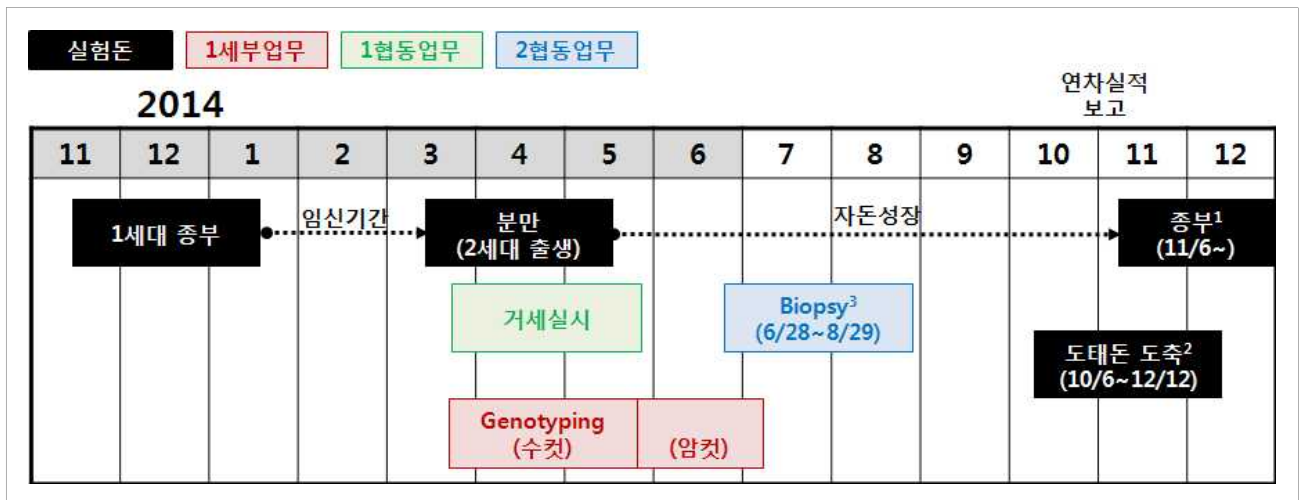 실험돈 1세부업무 1협동업무 2협동업무
연차실적
보고
2014
11 12 1 2 3 4 5 6 7 8 9 10 11 12
1세대 종부
임신기간
분만
(2세대 출생)
자돈성장
종부1
(11/6~)
거세실시
Biopsy3
(6/28~8/29)
도태돈 도축2
(10/6~12/12)
Genotyping
(수컷)
(암컷)